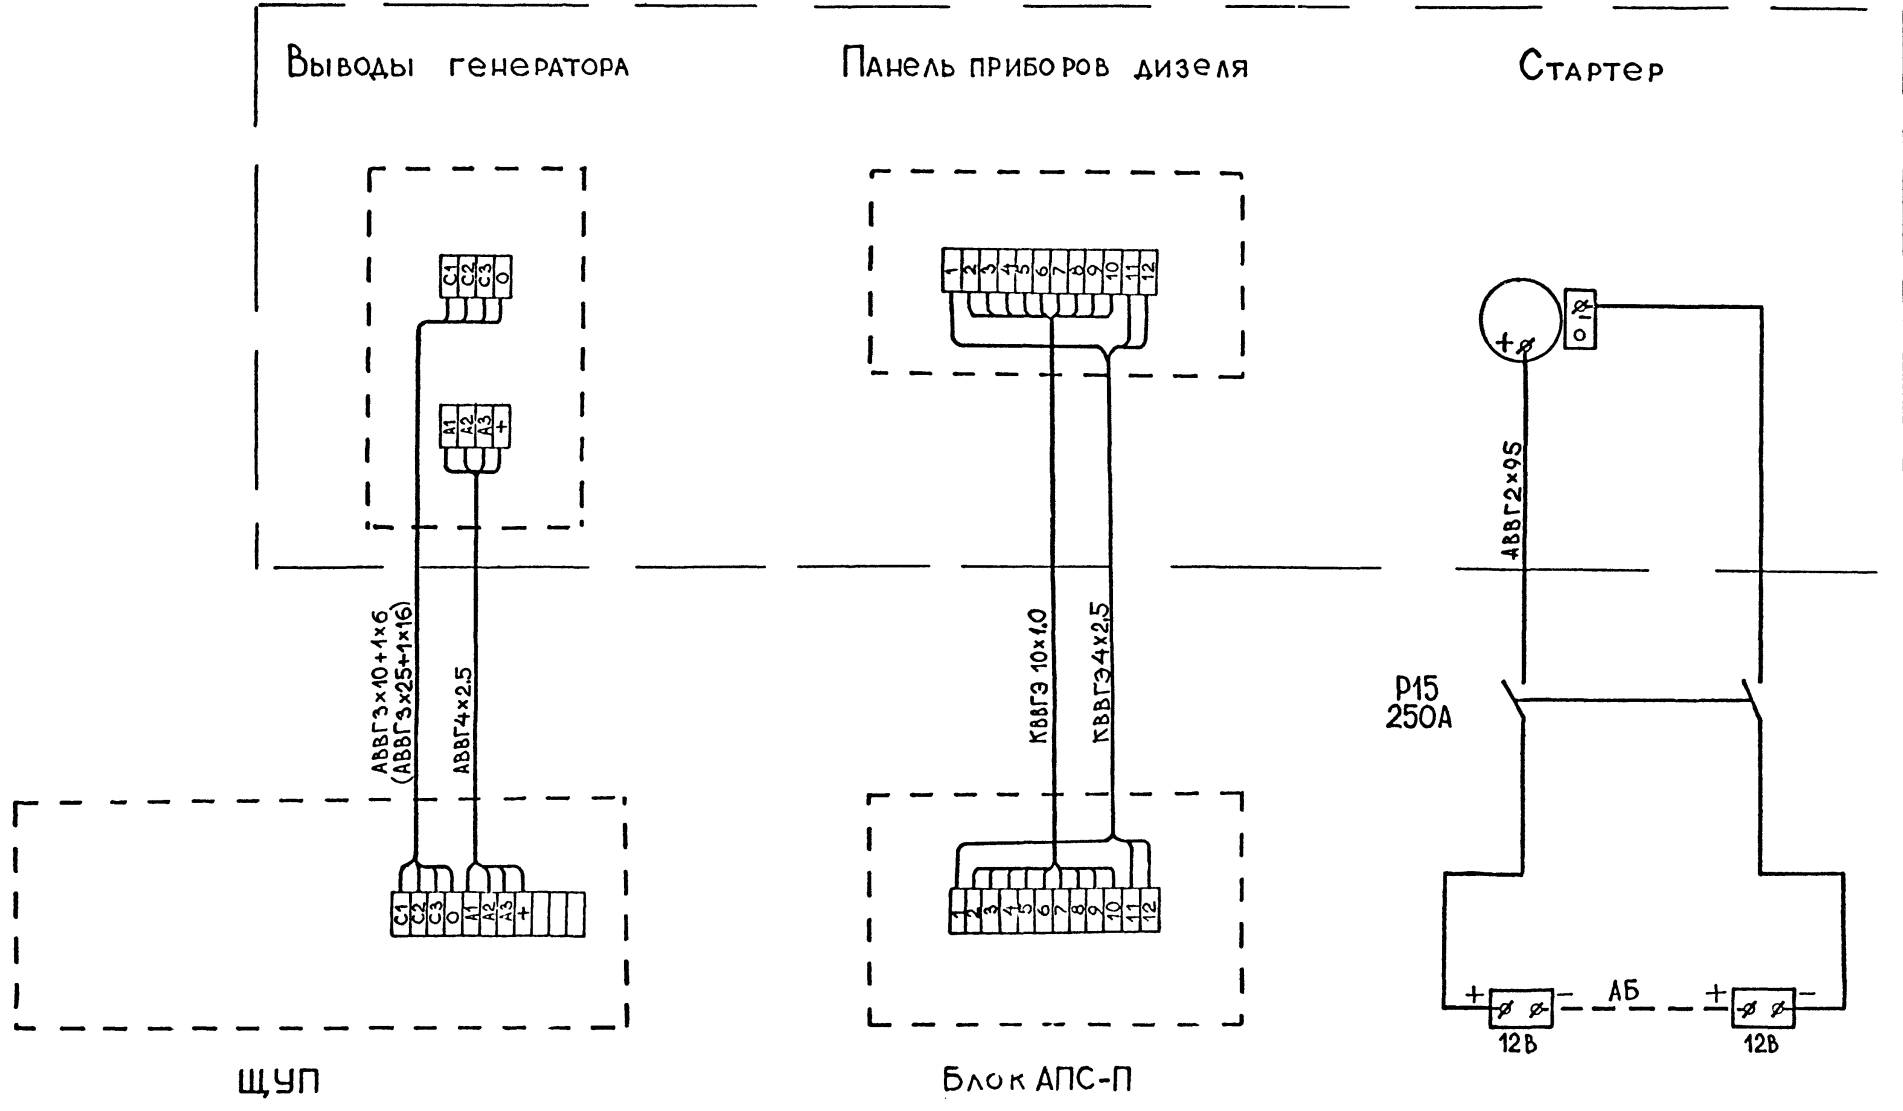 Выводы генератора
Панель приборов дизеля
Стартер
С1 С2 С3 0
1 2 3 4 5 6 7 8 9 10 11 12
+ − 0
А1 А2 А3 +
АВВГ2×95
АВВГ3×10+1×6
(АВВГ3×25+1×16)
АВВГ4×2.5
КВВГЭ 10×1.0
КВВГЭ4×2,5
Р15
250А
С1 С2 С3 0 А1 А2 А3 +
1 2 3 4 5 6 7 8 9 10 11 12
+ − АБ + −
12В
12В
ЩУП
Блок АПС-П